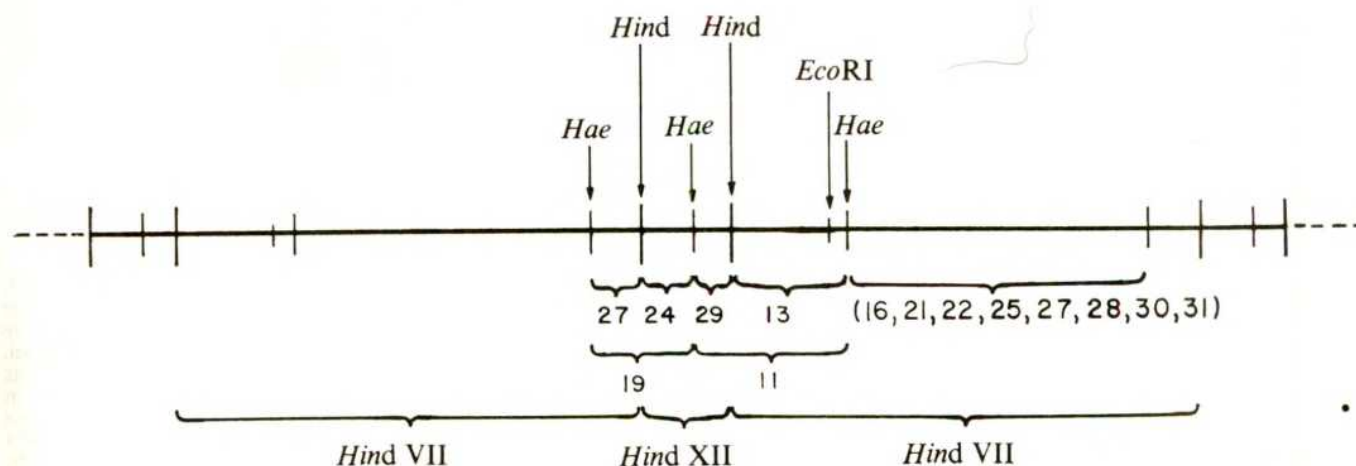 Hind Hind
EcoRI
Hae Hae Hae
27 24 29 13 (16,21,22,25,27,28,30,31)
19 11
Hind VII Hind XII Hind VII